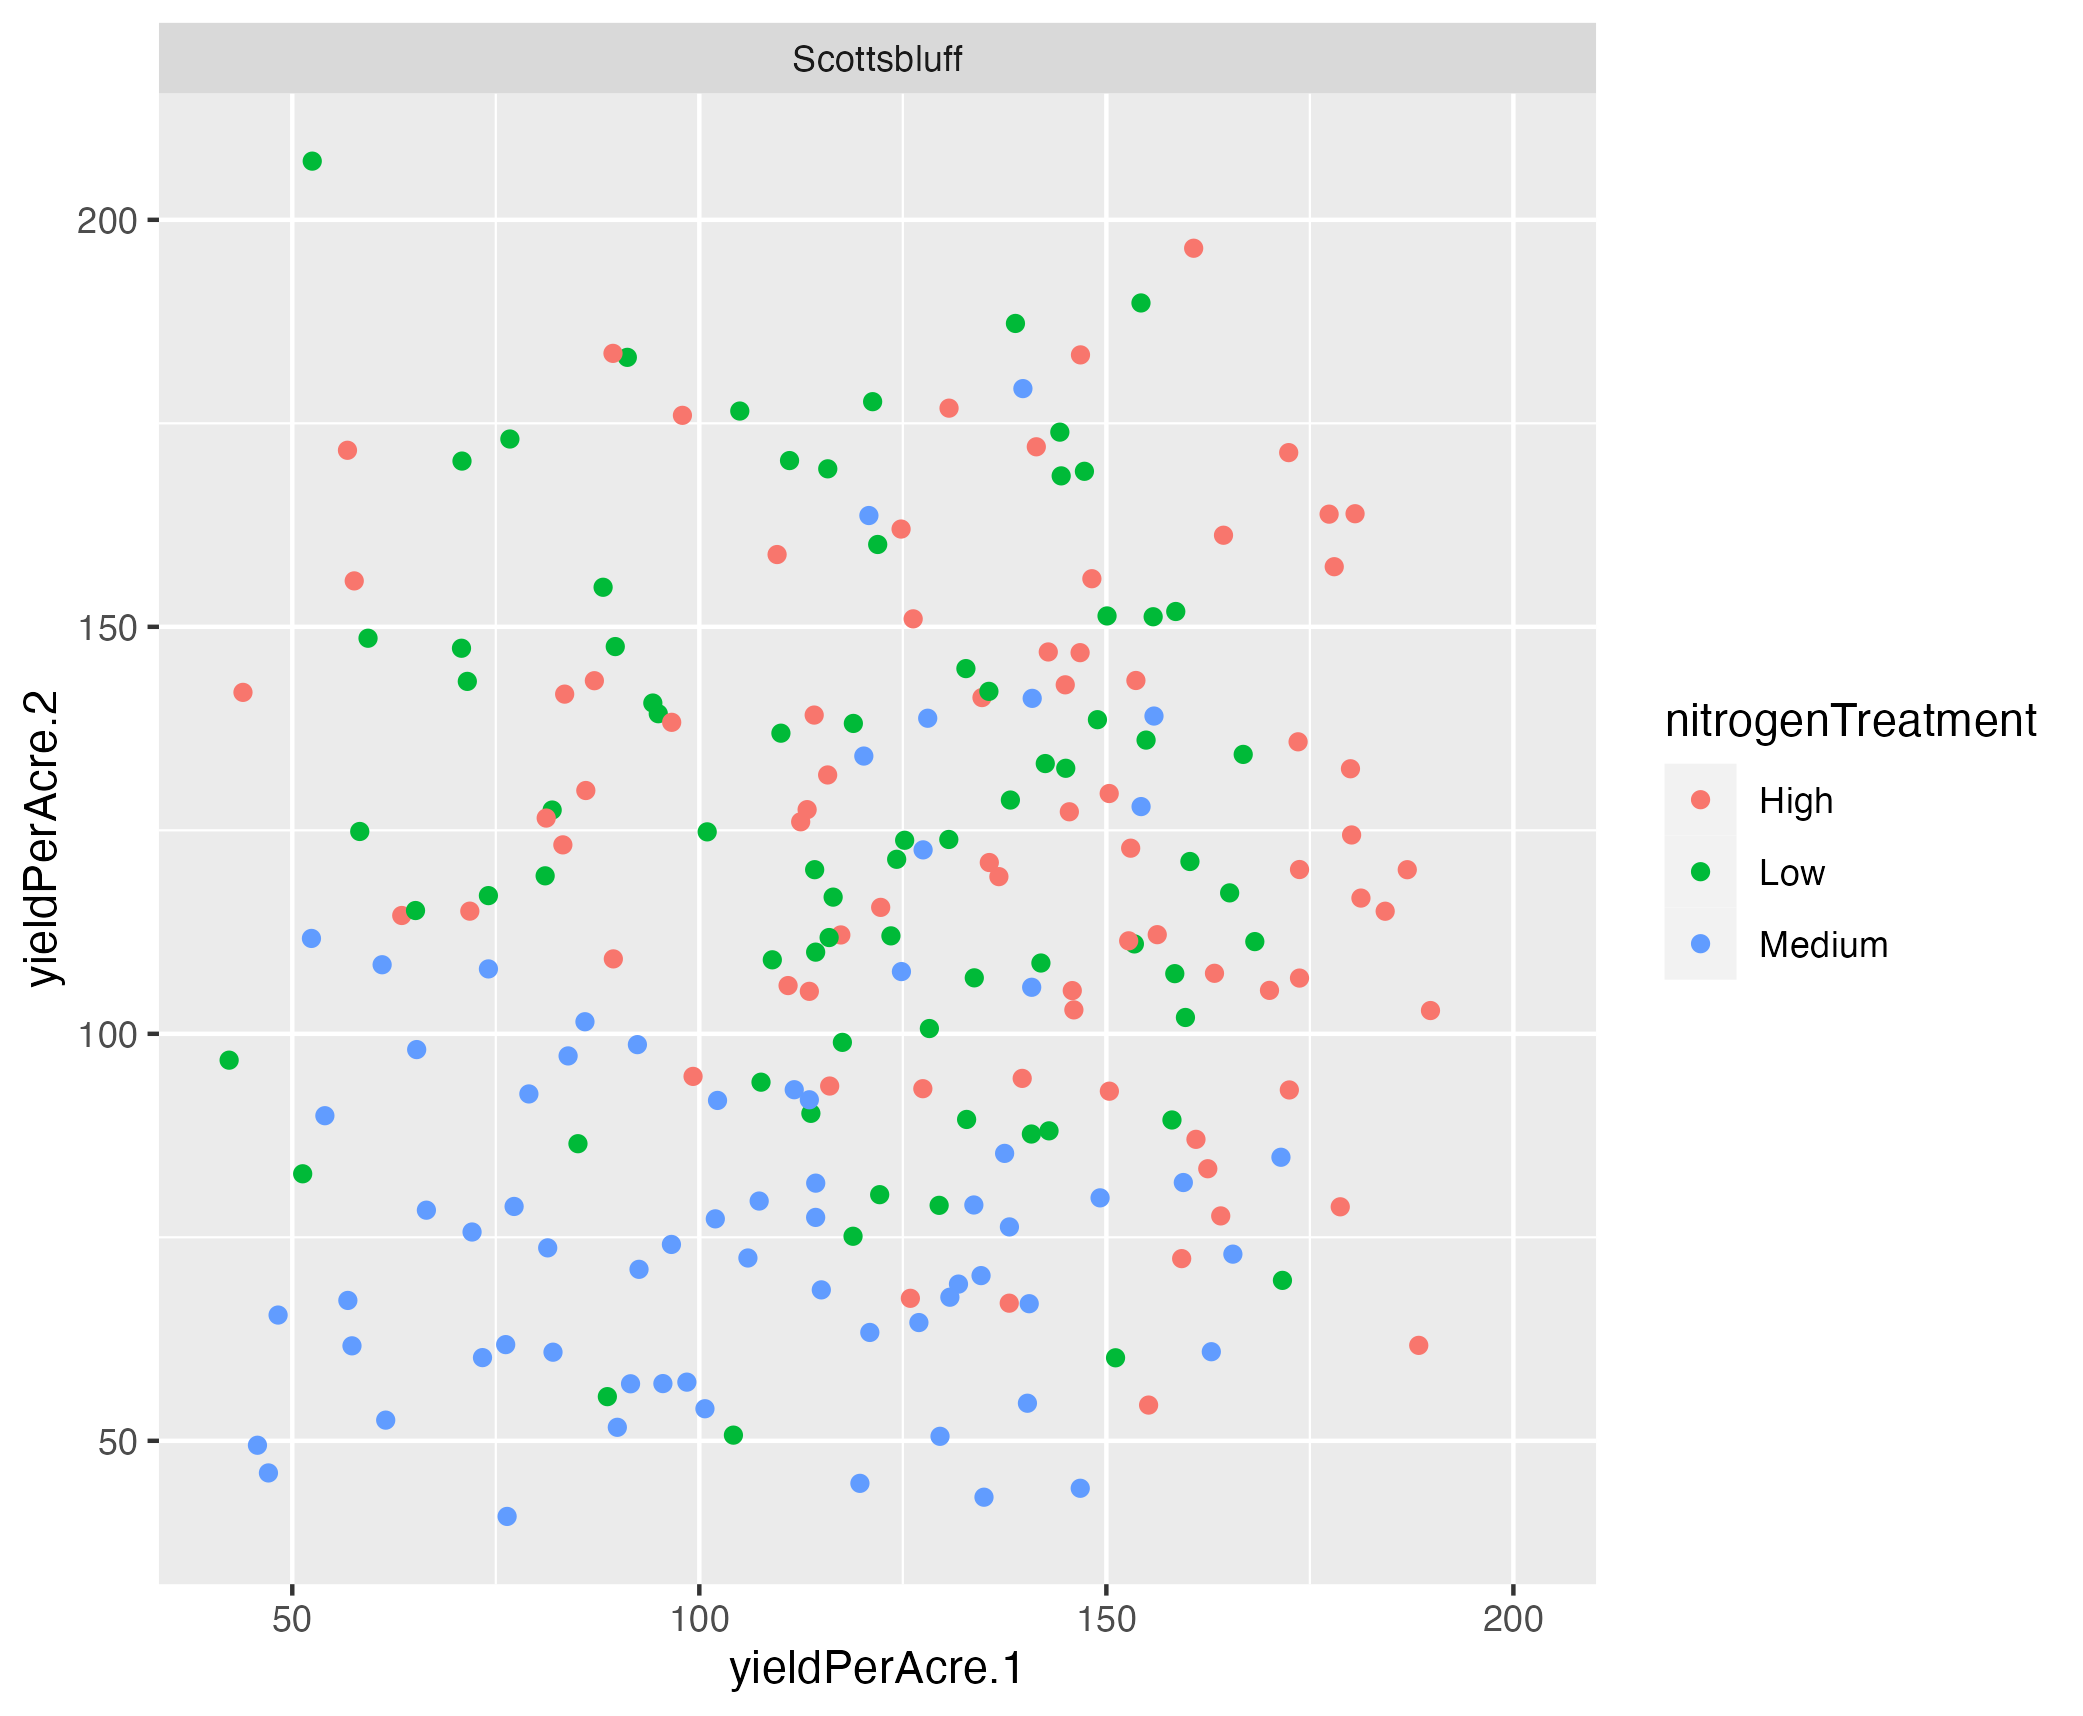 Scottsbluff
200
150
100
50
yieldPerAcre.2
50
100
150
200
yieldPerAcre.1
nitrogenTreatment
High
Low
Medium